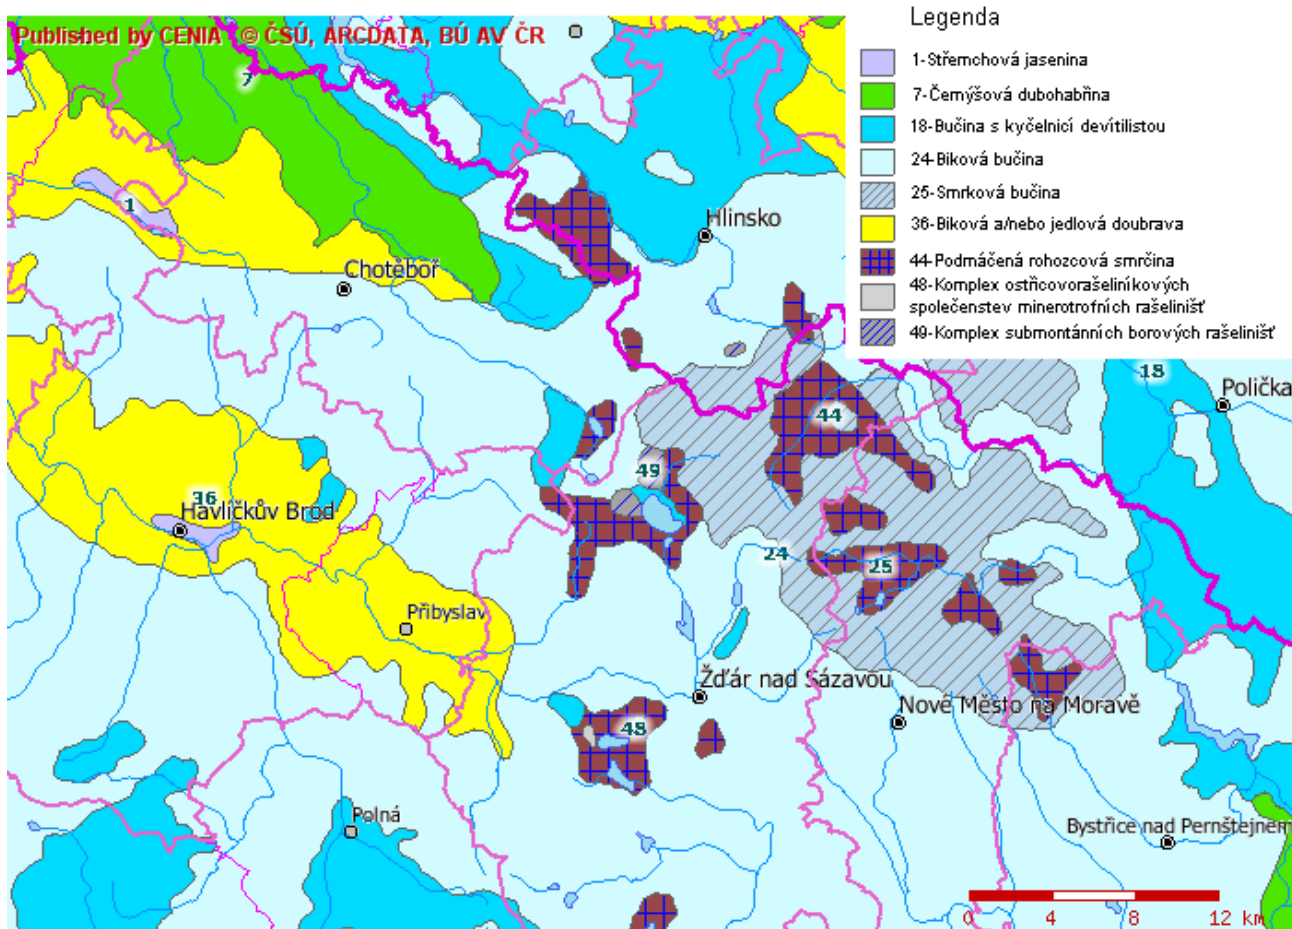 Published by CENIA © ČSÚ, ARCDATA, BÚ AV ČR
Legenda
1-Střemchová jasenina
7-Černýšová dubohabřina
18-Bučina s kyčelnicí devítilistou
24-Biková bučina
25-Smrková bučina
36-Biková a/nebo jedlová doubrava
44-Podmáčená rohozcová smrčina
48-Komplex ostřicovorašeliníkových
společenstev minerotrofních rašelinišť
49-Komplex submontánních borových rašelinišť
7
1
Hlinsko
Chotěboř
18
Polička
44
49
36
Havlíčkův Brod
24
25
Přibyslav
Žďár nad Sázavou
Nové Město na Moravě
48
Polná
Bystřice nad Pernštejnem
0 4 8 12 km